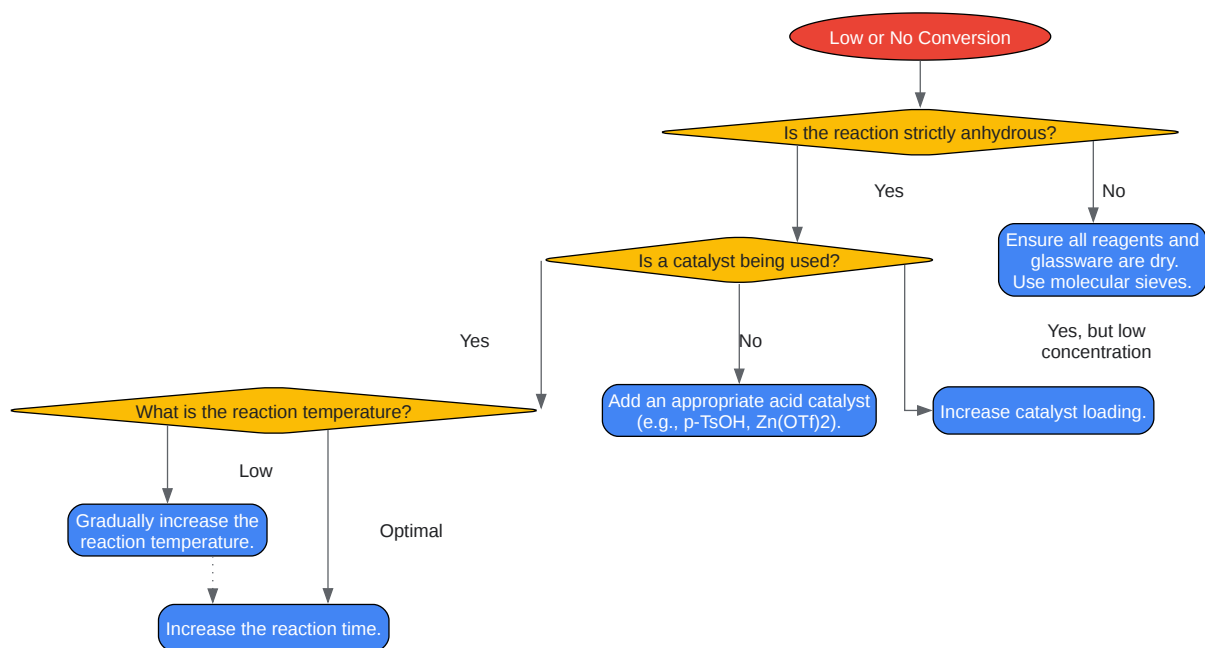 Low or No Conversion
Is the reaction strictly anhydrous?
Yes
No
Ensure all reagents and
glassware are dry.
Use molecular sieves.
Is a catalyst being used?
Yes
No
Yes, but low
concentration
What is the reaction temperature?
Add an appropriate acid catalyst
(e.g., p-TsOH, Zn(OTf)2).
Increase catalyst loading.
Low
Optimal
Gradually increase the
reaction temperature.
Increase the reaction time.